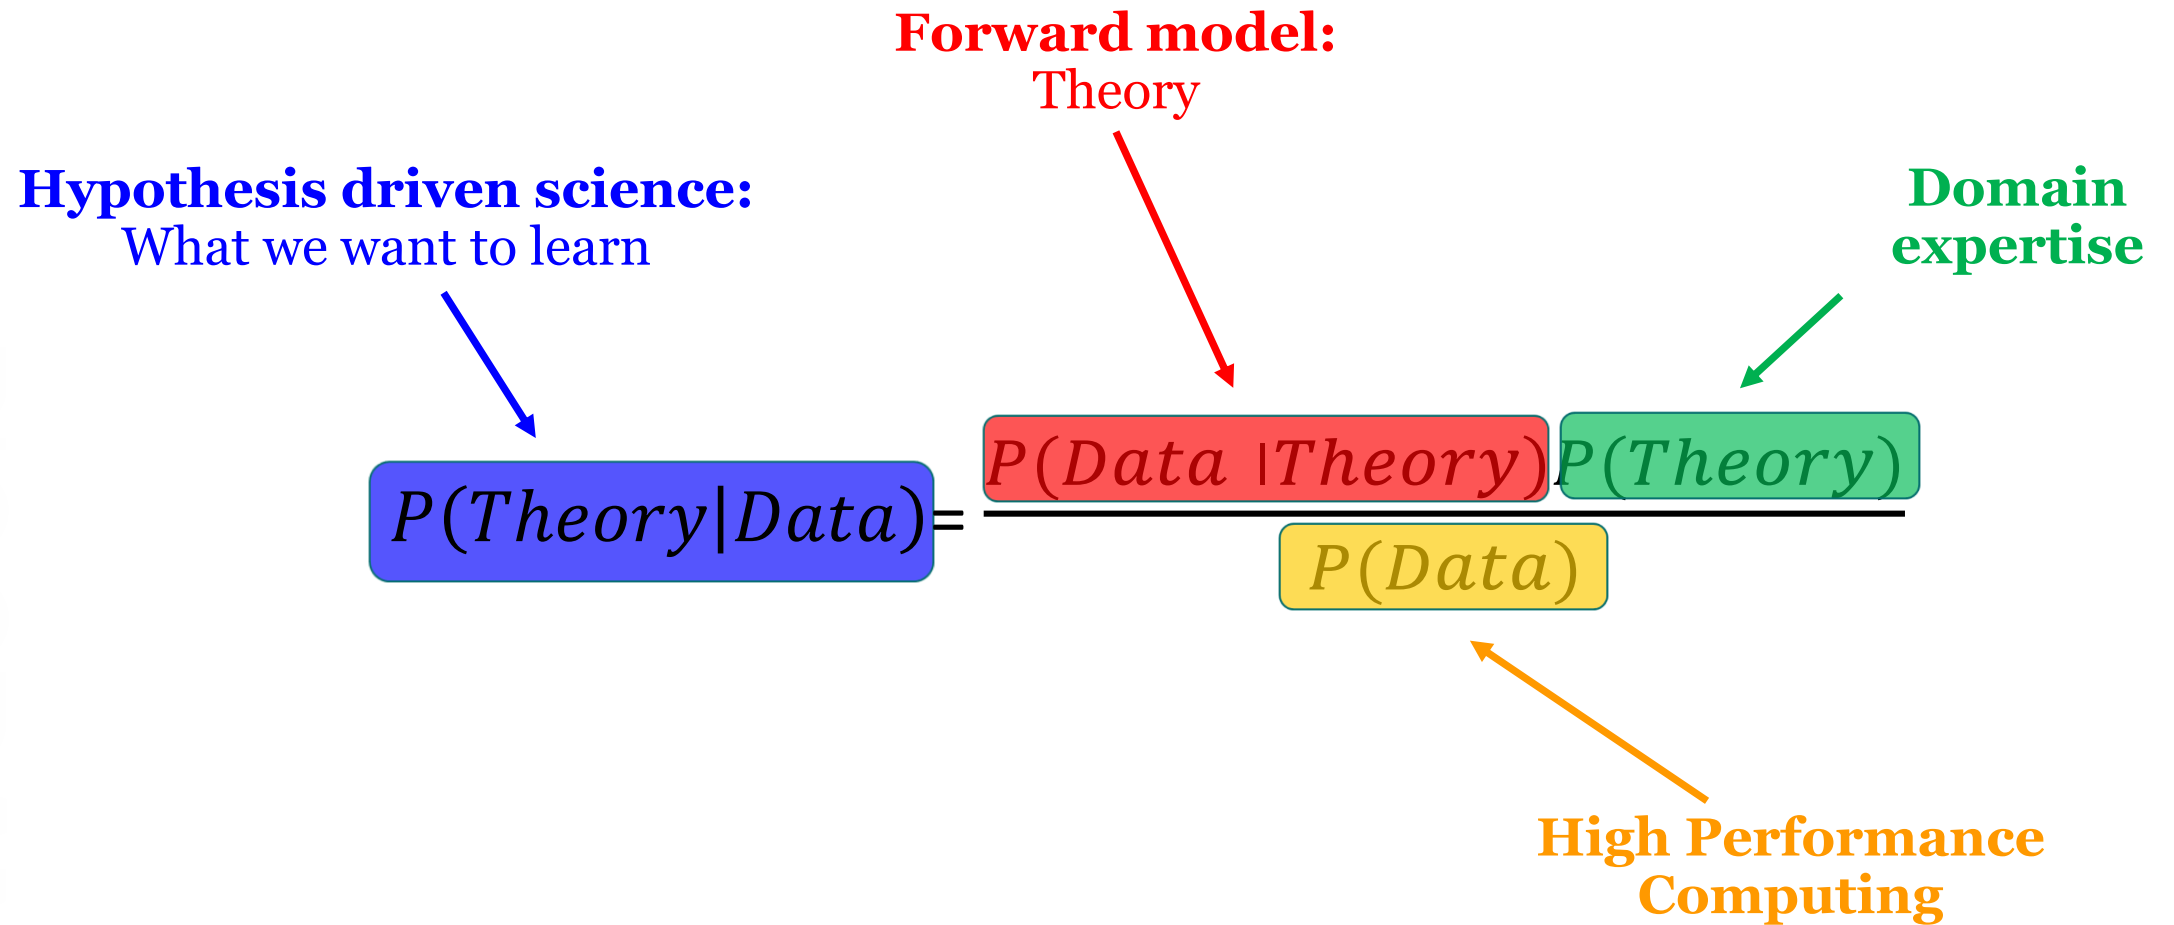 Forward model:
Theory
Hypothesis driven science:
What we want to learn
Domain
expertise
P(Data |Theory)P(Theory)
P(Theory|Data)=
P(Data)
High Performance
Computing